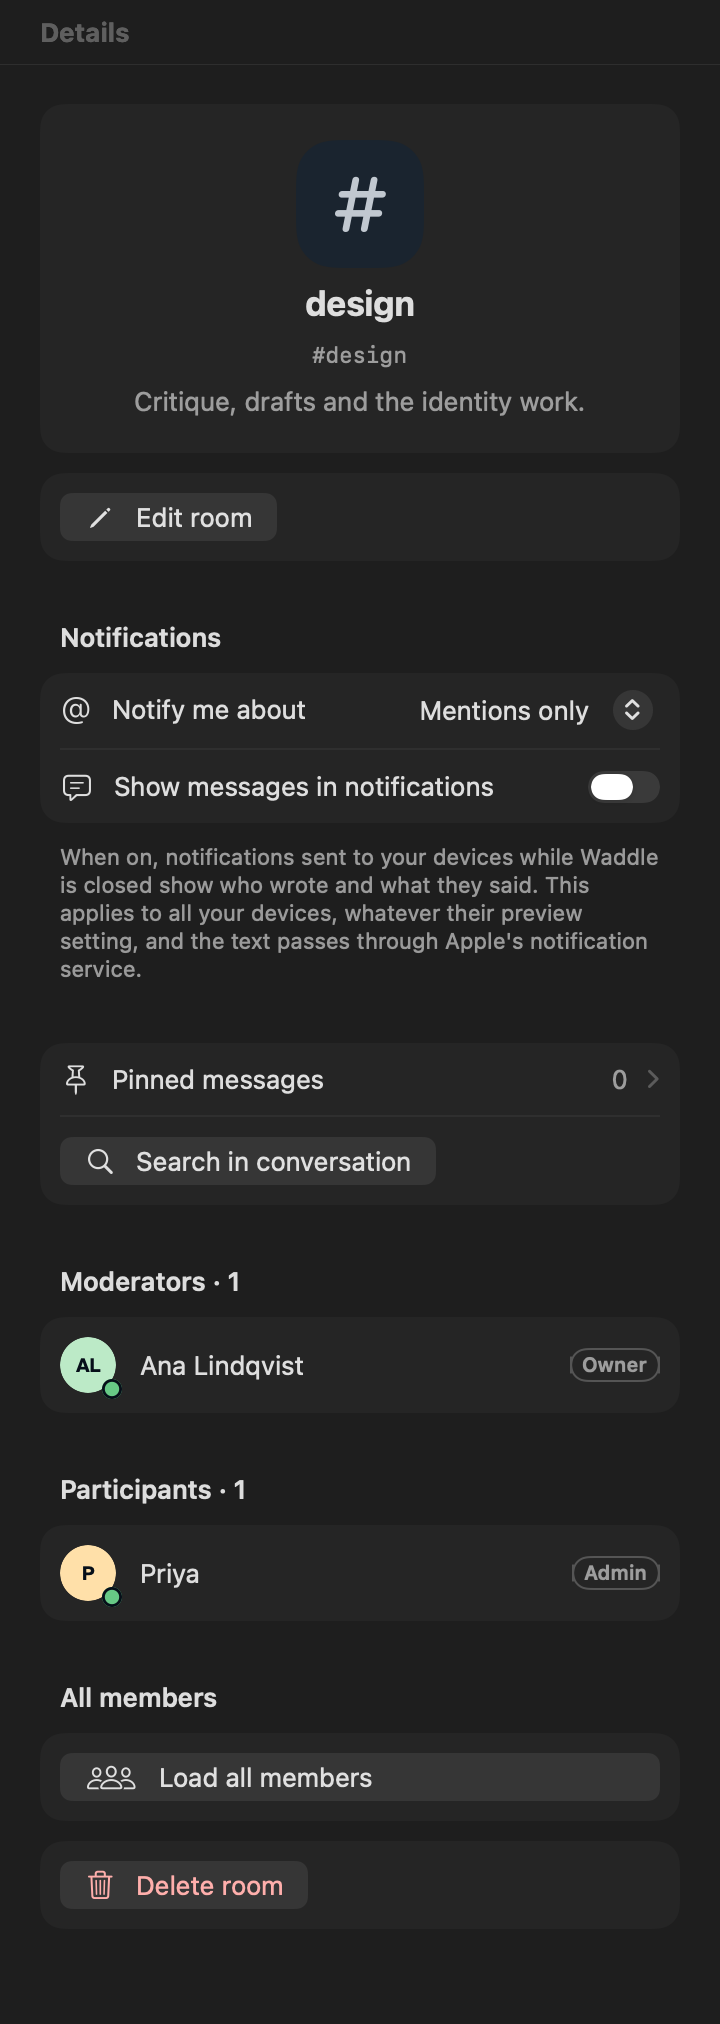 Details
#
design
#design
Critique, drafts and the identity work.
Edit room
Notifications
Notify me about Mentions only
Show messages in notifications
When on, notifications sent to your devices while Waddle
is closed show who wrote and what they said. This
applies to all your devices, whatever their preview
setting, and the text passes through Apple's notification
service.
Pinned messages 0
Search in conversation
Moderators · 1
AL Ana Lindqvist Owner
Participants · 1
P Priya Admin
All members
Load all members
Delete room